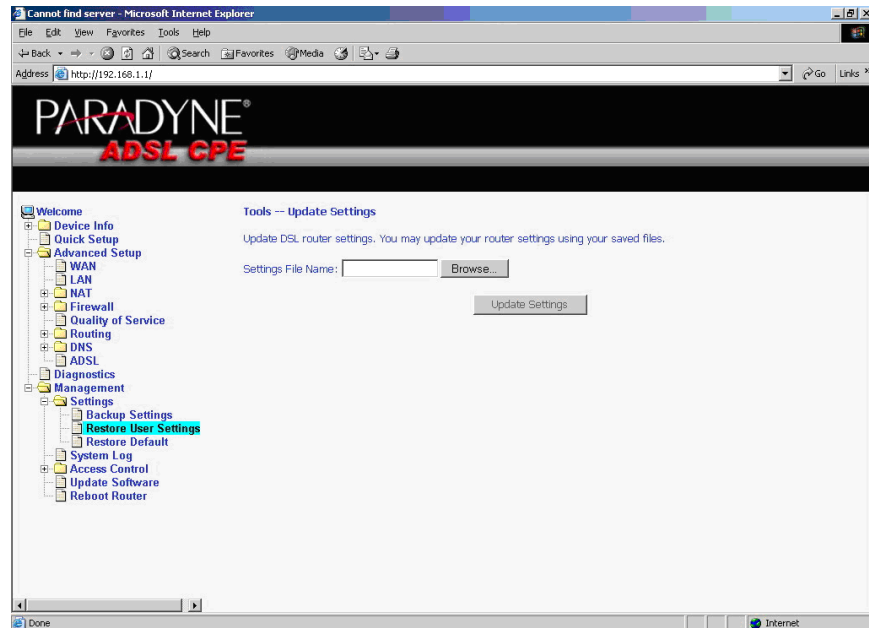 Cannot find server - Microsoft Internet Explorer
File Edit View Favorites Tools Help
Back Search Favorites Media
Address http://192.168.1.1/ Go Links »
PARADYNE®
ADSL CPE
Welcome
Device Info
Quick Setup
Advanced Setup
WAN
LAN
NAT
Firewall
Quality of Service
Routing
DNS
ADSL
Diagnostics
Management
Settings
Backup Settings
Restore User Settings
Restore Default
System Log
Access Control
Update Software
Reboot Router
Tools -- Update Settings
Update DSL router settings. You may update your router settings using your saved files.
Settings File Name: Browse...
Update Settings
Done Internet